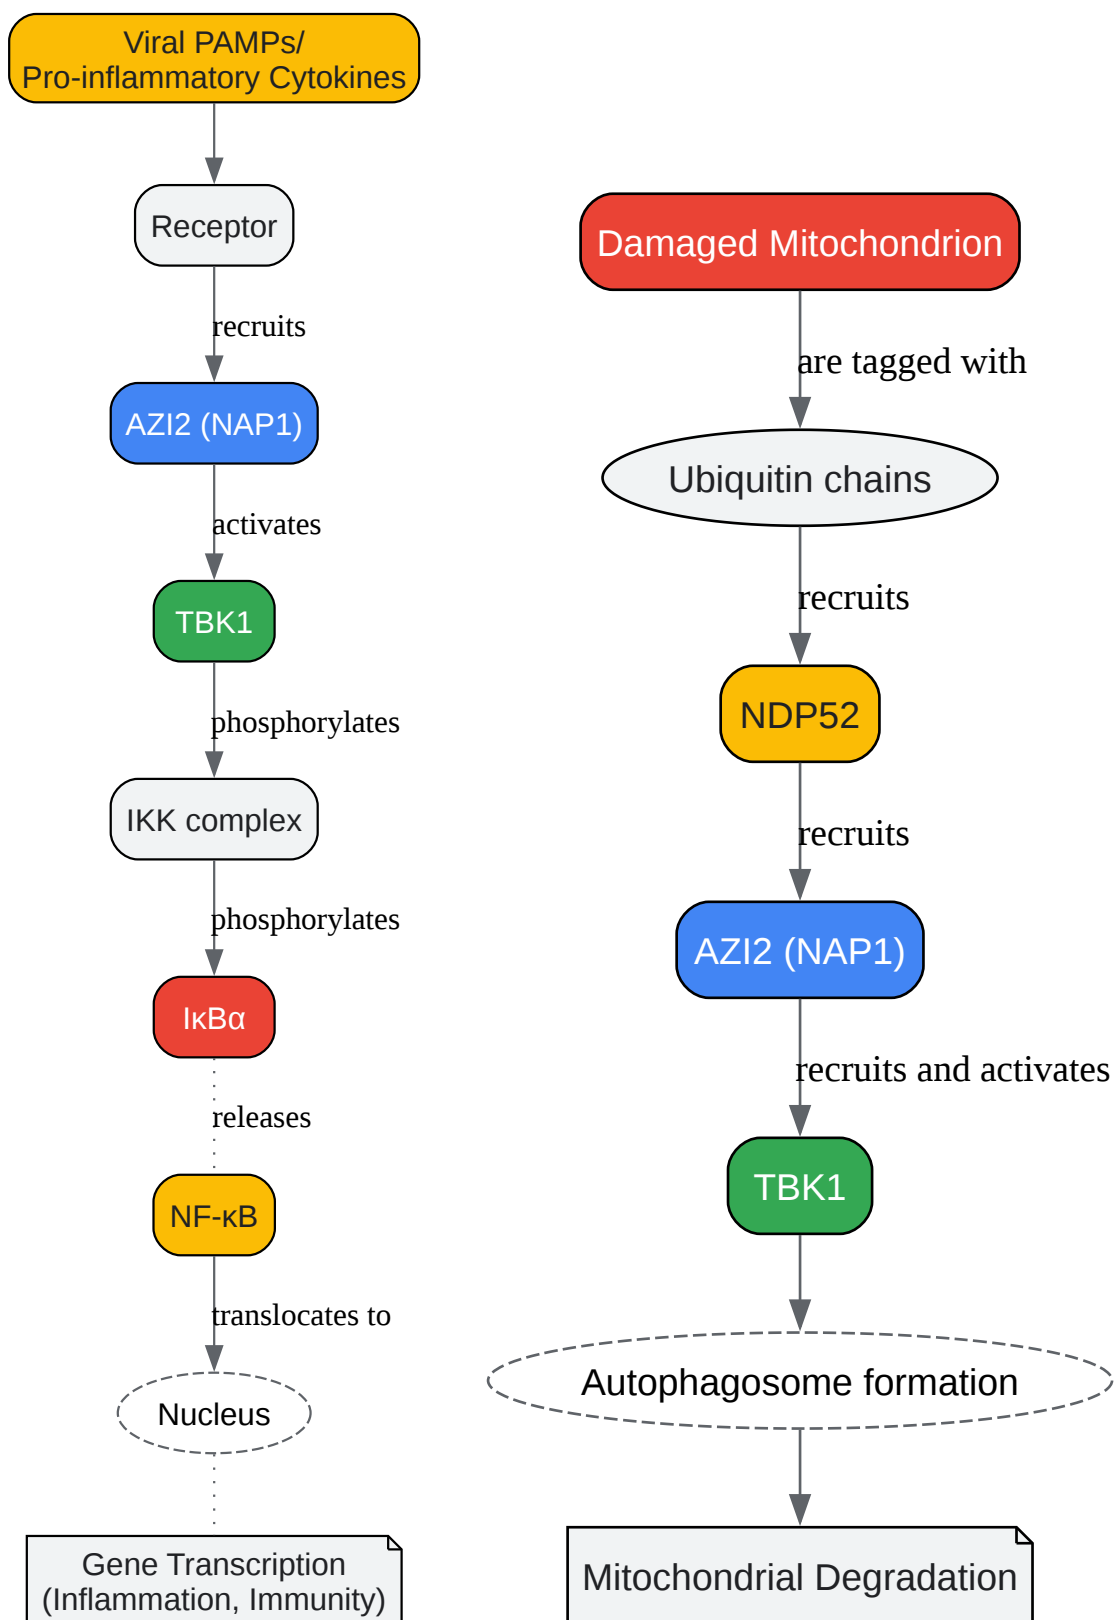 Viral PAMPs/
Pro-inflammatory Cytokines
Receptor
recruits
AZI2 (NAP1)
activates
TBK1
phosphorylates
IKK complex
phosphorylates
IκBα
releases
NF-κB
translocates to
Nucleus
Gene Transcription
(Inflammation, Immunity)
Damaged Mitochondrion
are tagged with
Ubiquitin chains
recruits
NDP52
recruits
AZI2 (NAP1)
recruits and activates
TBK1
Autophagosome formation
Mitochondrial Degradation